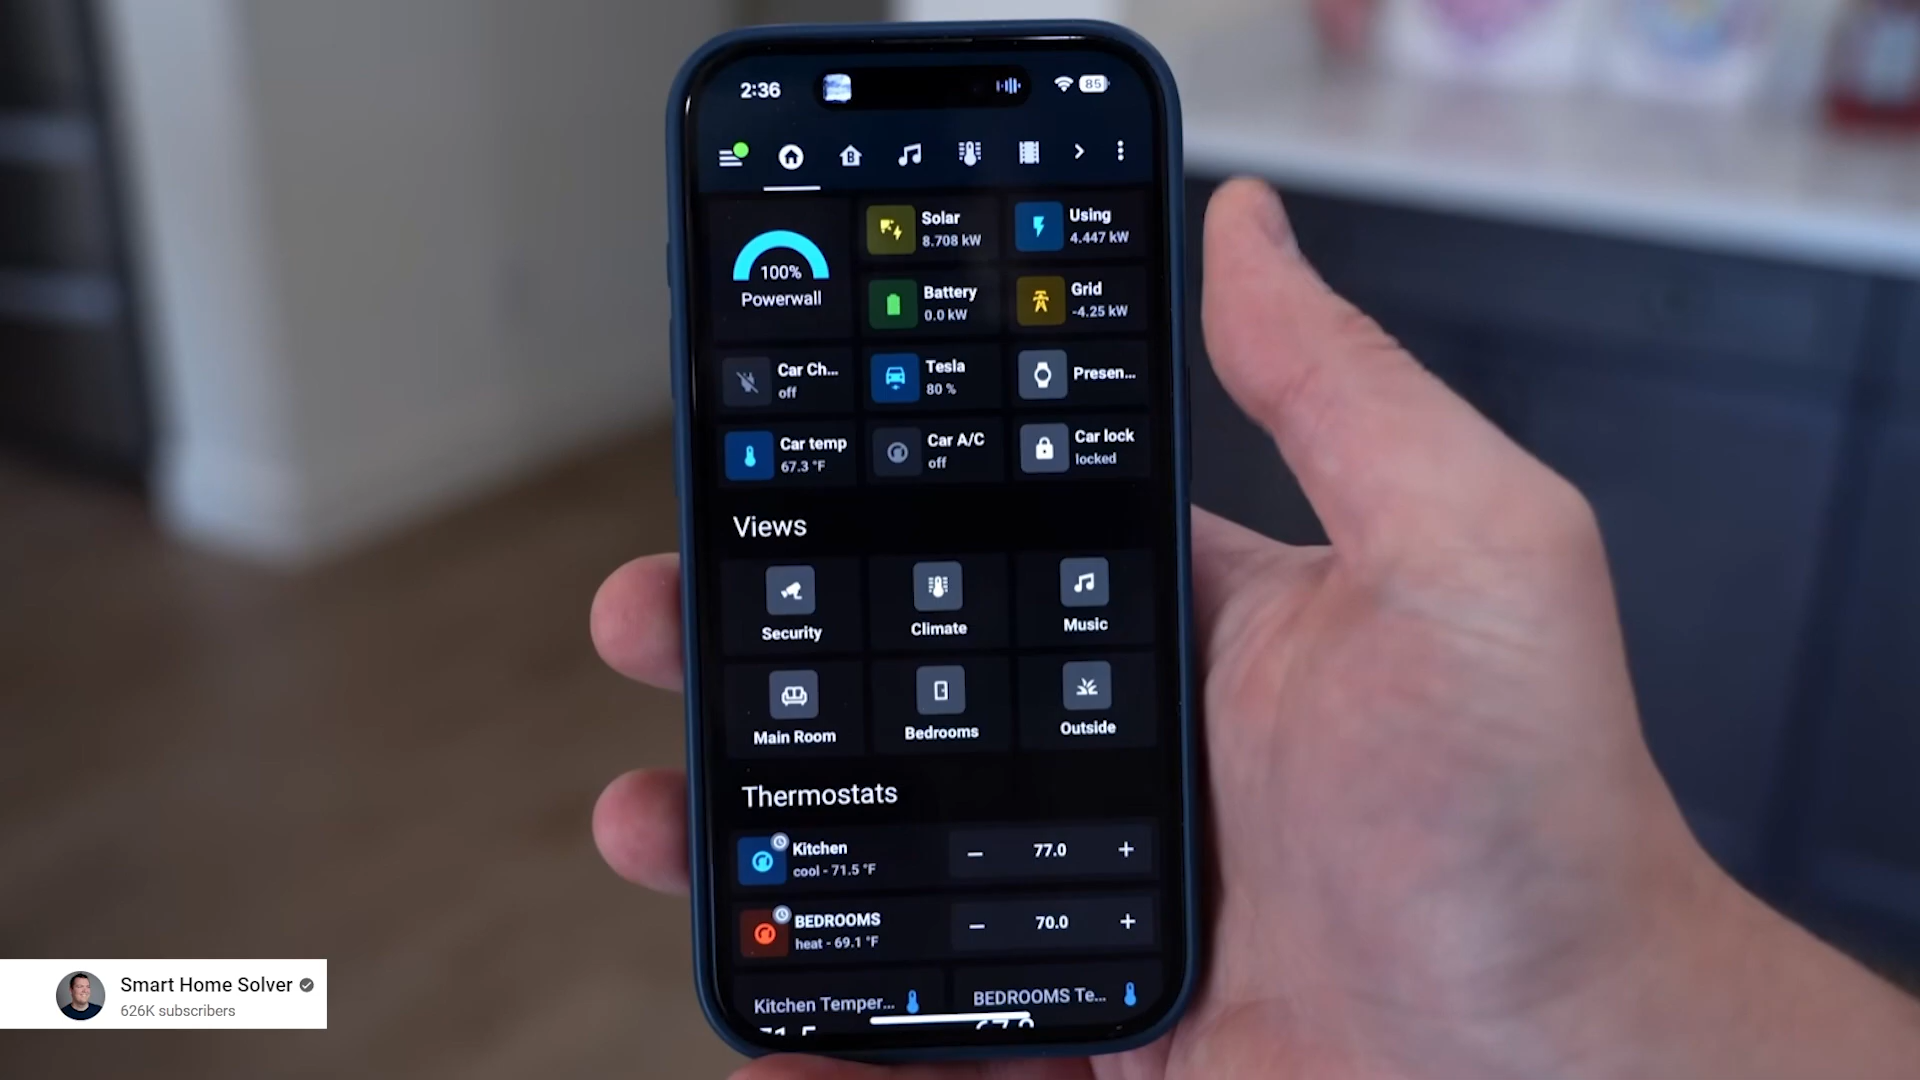 2:36
85
B
Solar
8.708 kW
Using
4.447 kW
100%
Powerwall
Battery
0.0 kW
Grid
-4.25 kW
Car Ch...
off
Tesla
80 %
Presen...
Car temp
67.3 °F
Car A/C
off
Car lock
locked
Views
Security
Climate
Music
Main Room
Bedrooms
Outside
Thermostats
Kitchen
cool - 71.5 °F
— 77.0 +
BEDROOMS
heat - 69.1 °F
— 70.0 +
Kitchen Temper...
BEDROOMS Te...
Smart Home Solver
626K subscribers